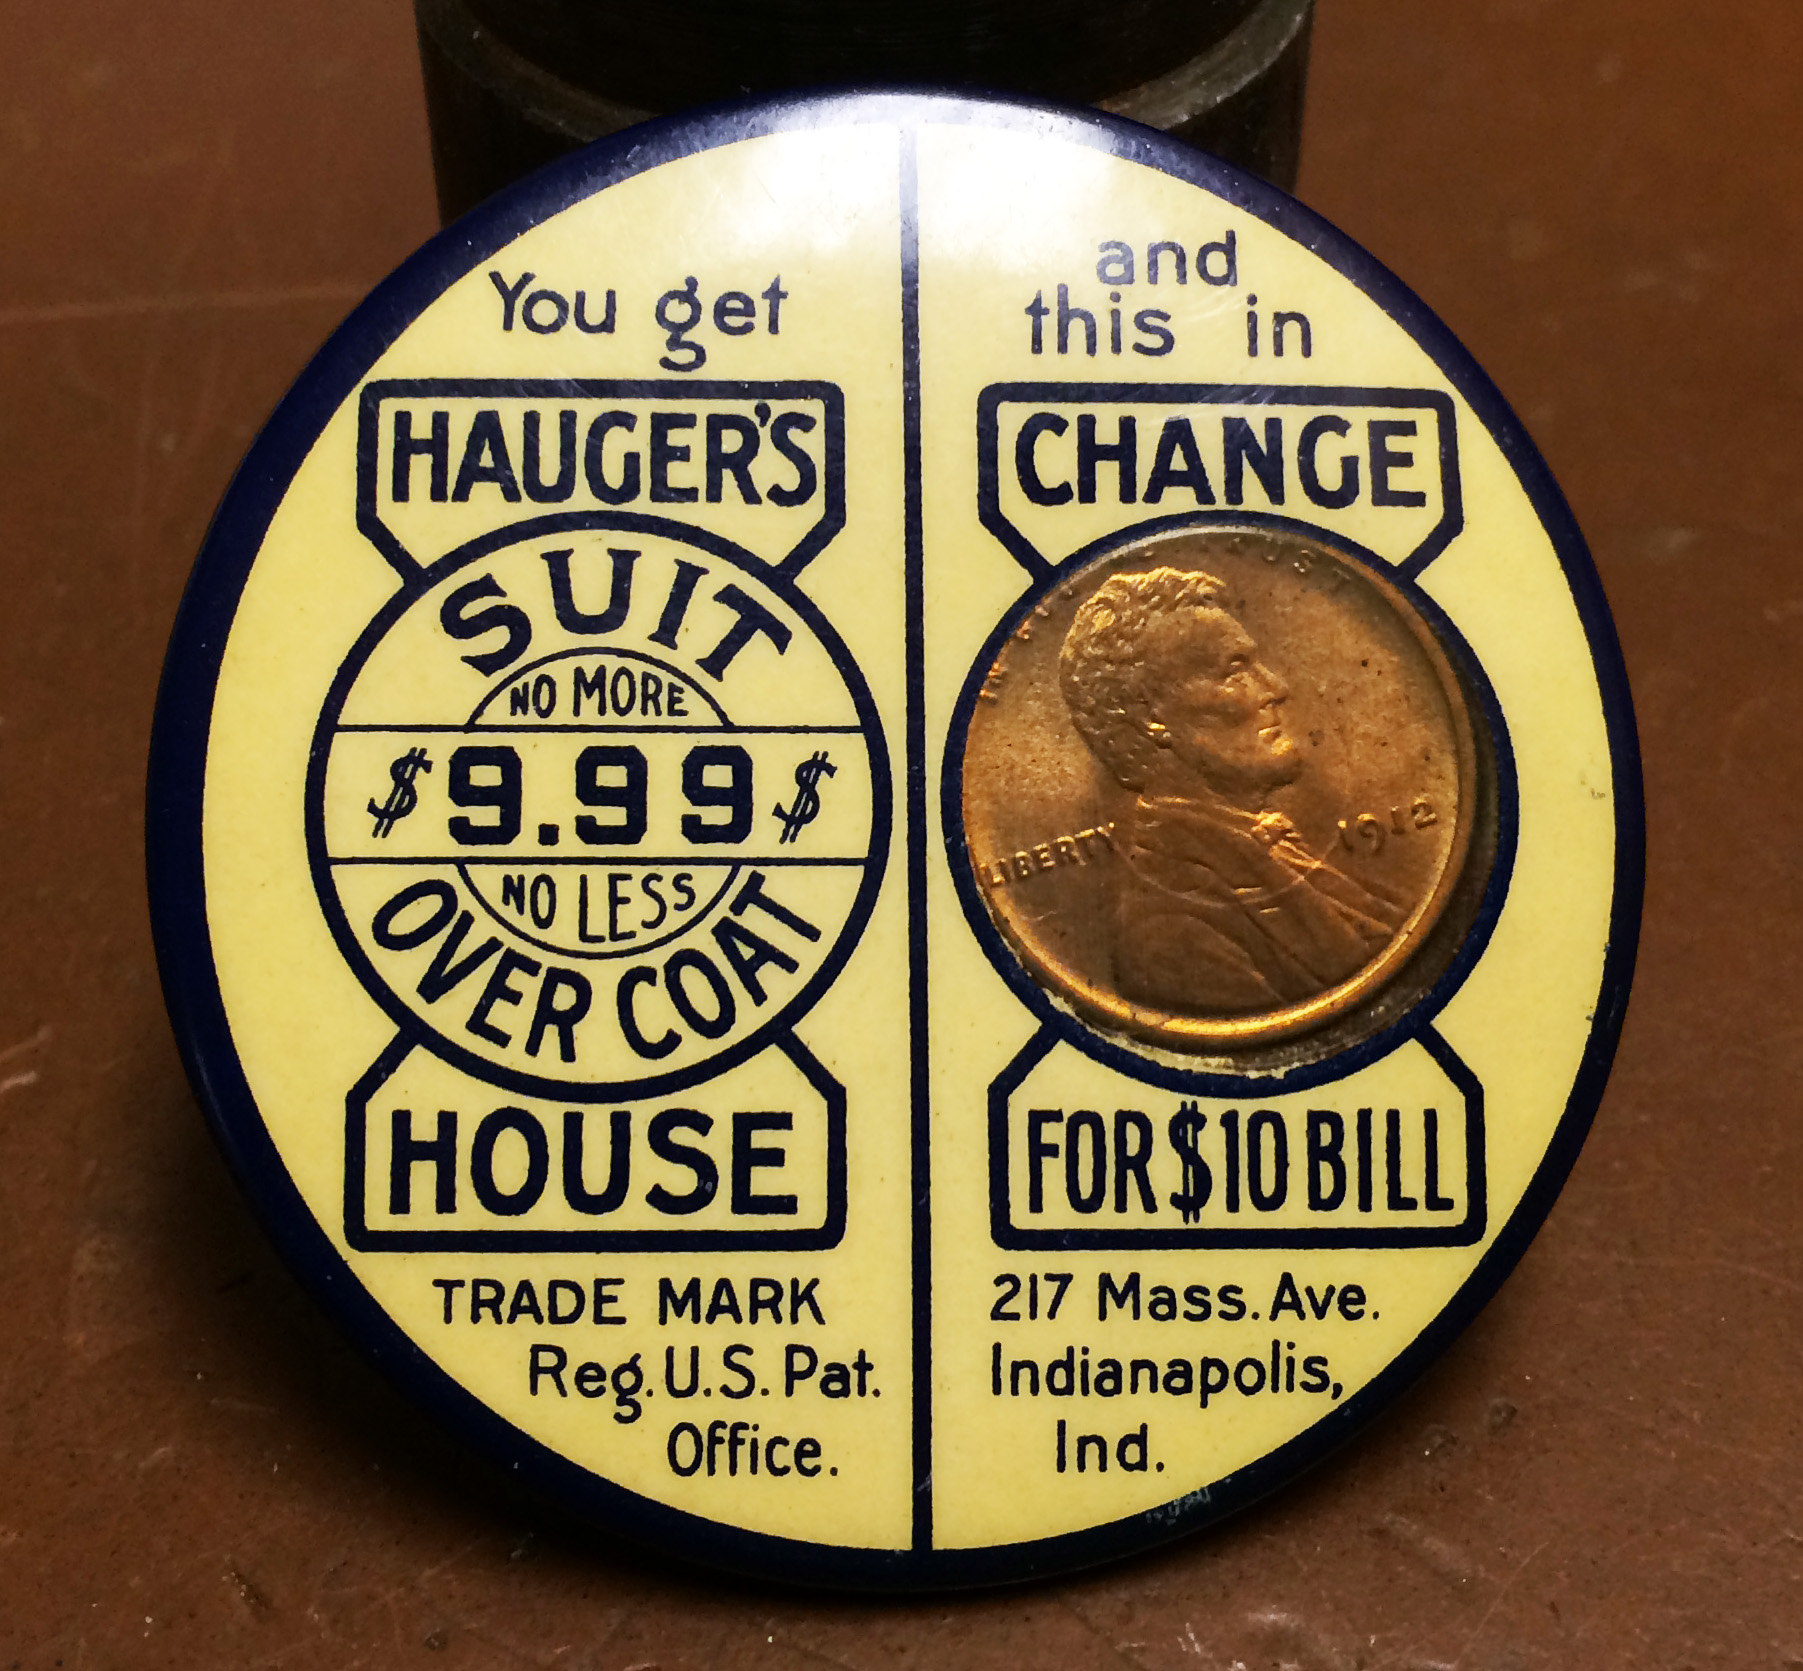 You get
HAUGER'S
SUIT
NO MORE
$9.99$
NO LESS
OVER COAT
HOUSE
TRADE MARK
Reg. U.S. Pat.
Office.
and
this in
CHANGE
TRUST
LIBERTY
1912
FOR $10 BILL
217 Mass. Ave.
Indianapolis,
Ind.